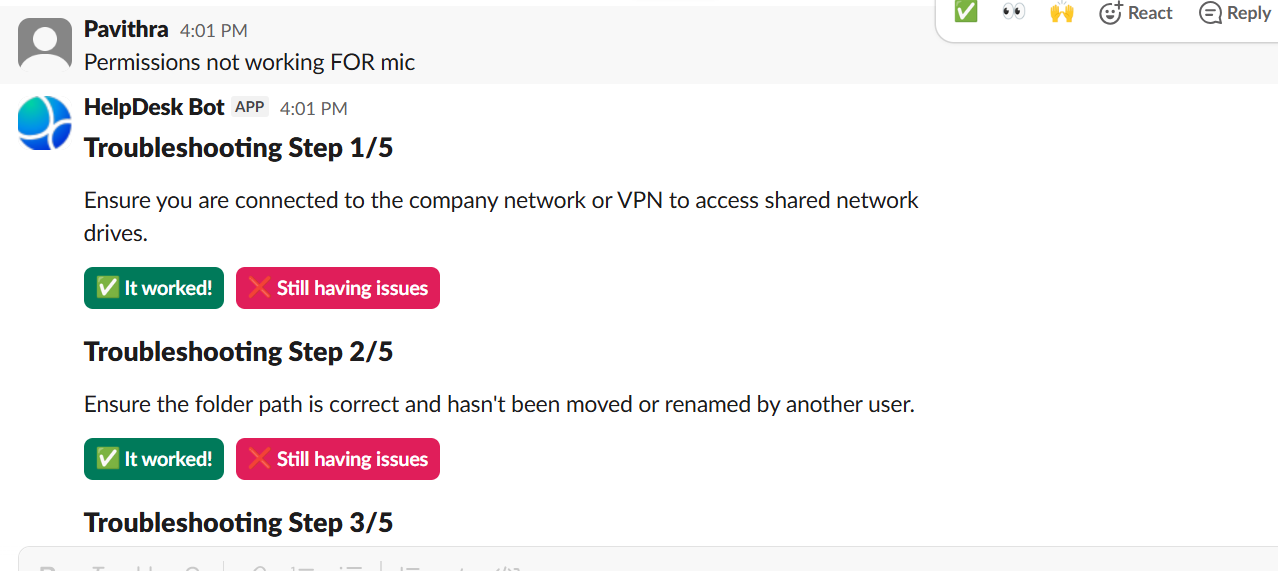 Pavithra 4:01 PM
React Reply
Permissions not working FOR mic
HelpDesk Bot APP 4:01 PM
Troubleshooting Step 1/5
Ensure you are connected to the company network or VPN to access shared network
drives.
It worked! Still having issues
Troubleshooting Step 2/5
Ensure the folder path is correct and hasn't been moved or renamed by another user.
It worked! Still having issues
Troubleshooting Step 3/5